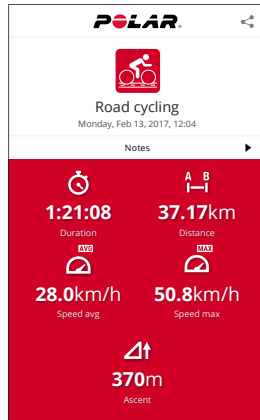 POLAR.
Road cycling
Monday, Feb 13, 2017, 12:04
Notes
A B
1:21:08 37.17km
Duration Distance
AVG MAX
28.0km/h 50.8km/h
Speed avg Speed max
370m
Ascent